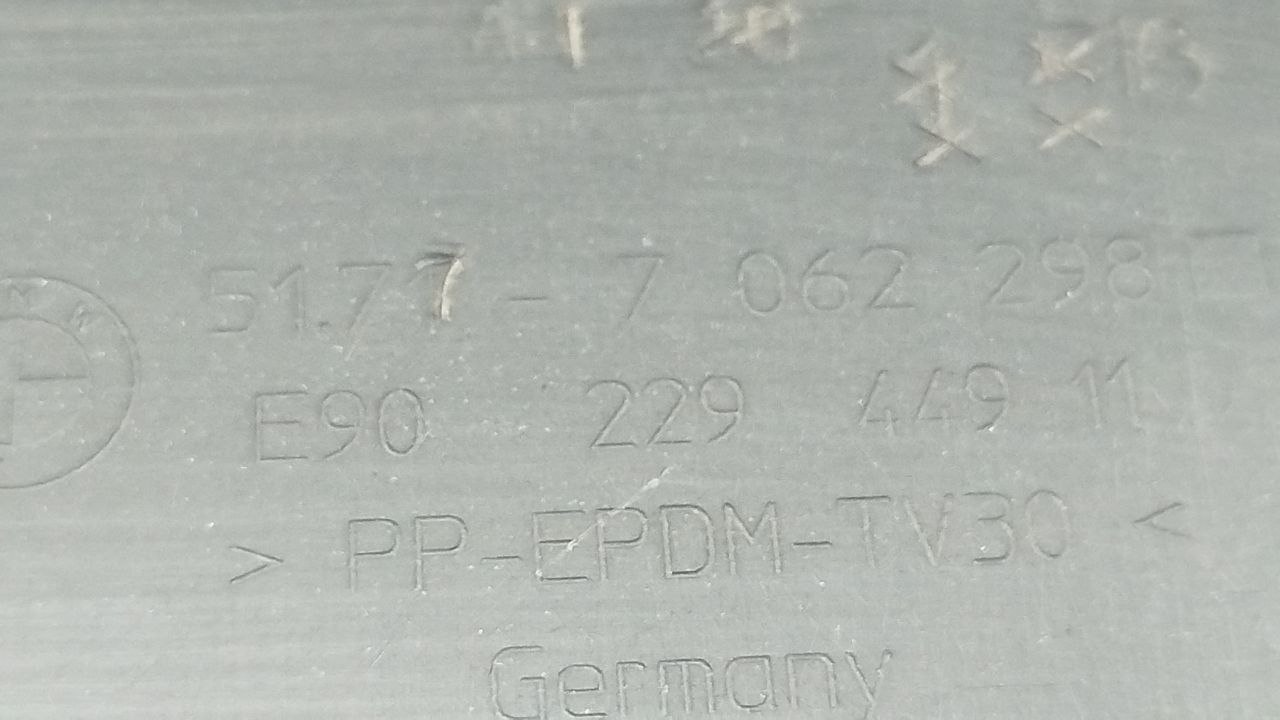 51.77 - 7 062 298
E90 229 449 11
> PP-EPDM-TV30 <
Germany